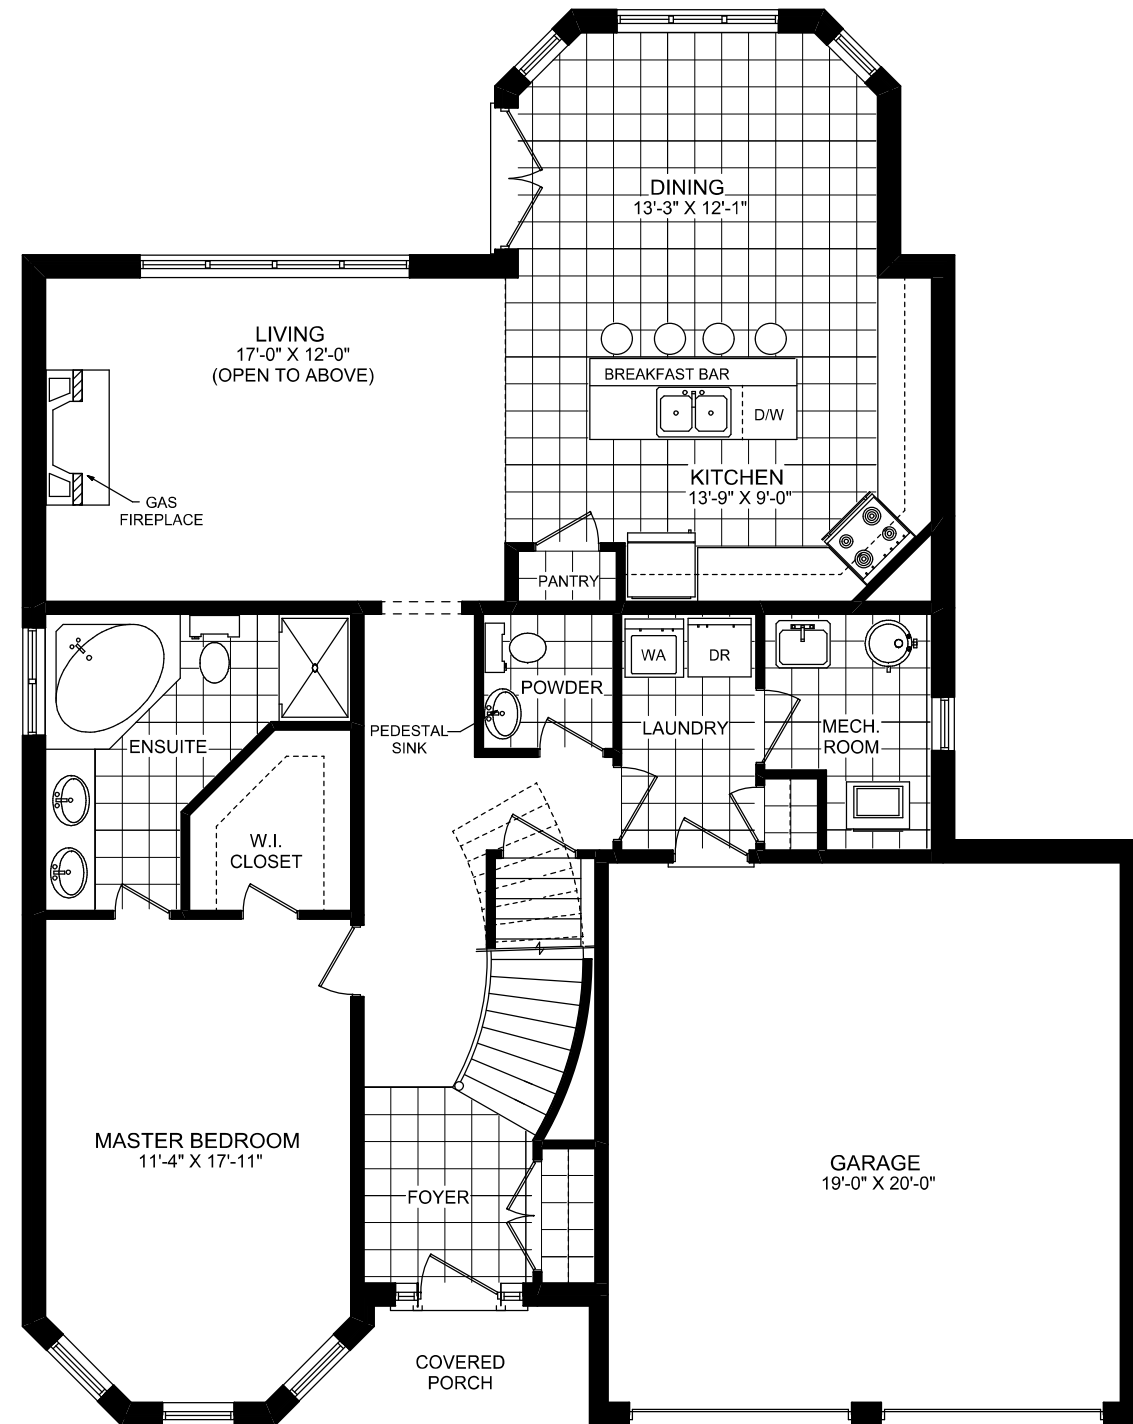 DINING
13'-3" X 12'-1"
LIVING
17'-0" X 12'-0"
(OPEN TO ABOVE)
BREAKFAST BAR
D/W
KITCHEN
13'-9" X 9'-0"
GAS
FIREPLACE
PANTRY
WA
DR
POWDER
PEDESTAL
SINK
LAUNDRY
MECH.
ROOM
ENSUITE
W.I.
CLOSET
MASTER BEDROOM
11'-4" X 17'-11"
GARAGE
19'-0" X 20'-0"
FOYER
COVERED
PORCH